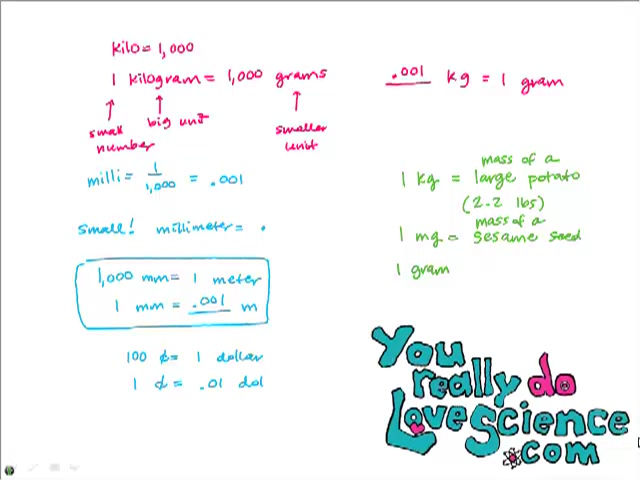 Kilo = 1,000
1 kilogram = 1,000 grams
small number
big unit
smaller unit
milli = 1/1,000 = .001
small! millimeter = .
1,000 mm = 1 meter
1 mm = .001 m
100 ¢ = 1 dollar
1 ¢ = .01 dol
.001 kg = 1 gram
mass of a
1 kg = large potato
(2.2 lbs)
mass of a
1 mg = sesame seed
1 gram
You
really do
Love Science
.com